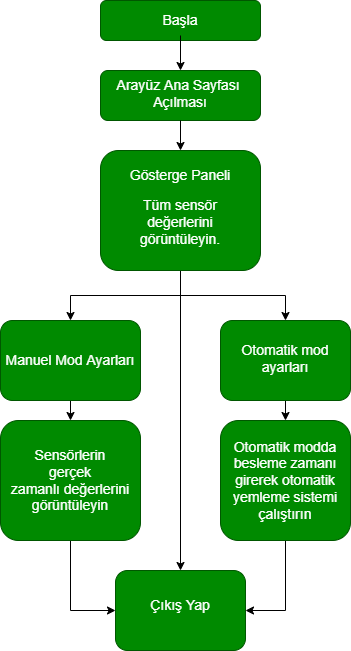 Başla
Arayüz Ana Sayfası
Açılması
Gösterge Paneli
Tüm sensör
değerlerini
görüntüleyin.
Manuel Mod Ayarları
Otomatik mod
ayarları
Sensörlerin
gerçek
zamanlı değerlerini
görüntüleyin
Otomatik modda
besleme zamanı
girerek otomatik
yemleme sistemi
çalıştırın
Çıkış Yap